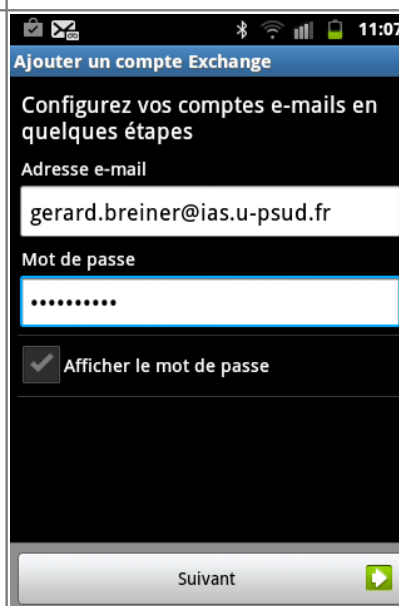 11:07
Ajouter un compte Exchange
Configurez vos comptes e-mails en
quelques étapes
Adresse e-mail
gerard.breiner@ias.u-psud.fr
Mot de passe
••••••••••
Afficher le mot de passe
Suivant